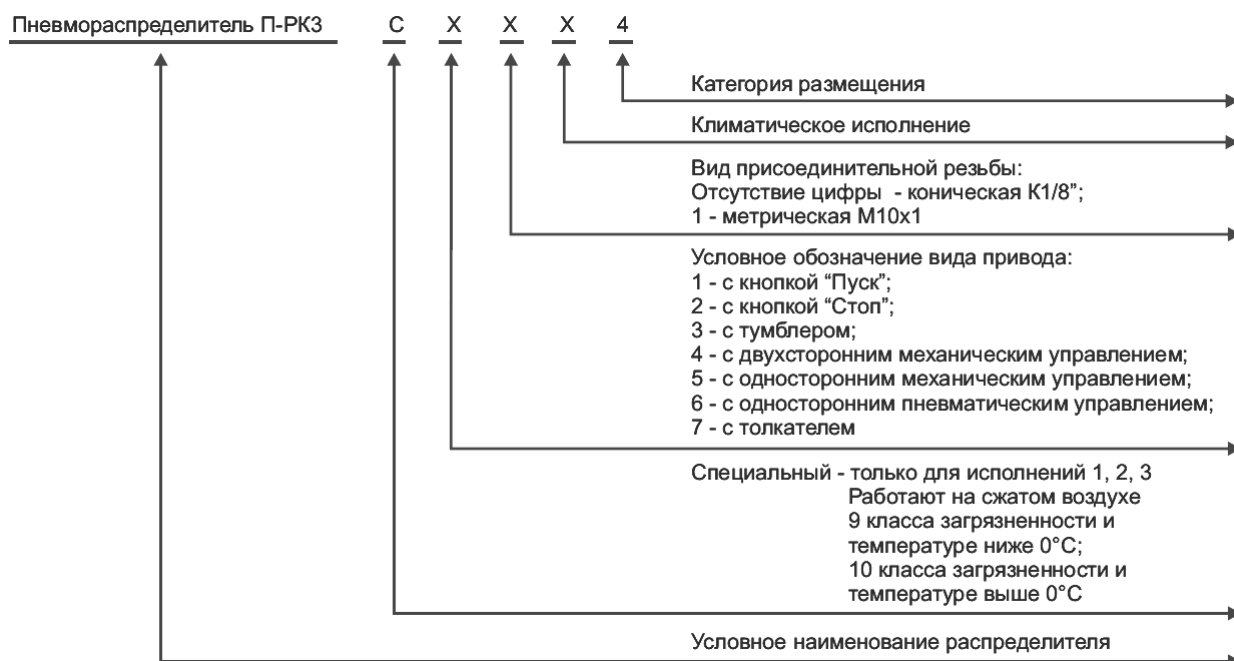 Пневмораспределитель П-РК3 С Х Х Х 4
Категория размещения
Климатическое исполнение
Вид присоединительной резьбы:
Отсутствие цифры - коническая К1/8”;
1 - метрическая М10х1
Условное обозначение вида привода:
1 - с кнопкой “Пуск”;
2 - с кнопкой “Стоп”;
3 - с тумблером;
4 - с двухсторонним механическим управлением;
5 - с односторонним механическим управлением;
6 - с односторонним пневматическим управлением;
7 - с толкателем
Специальный - только для исполнений 1, 2, 3
Работают на сжатом воздухе
9 класса загрязненности и
температуре ниже 0°С;
10 класса загрязненности и
температуре выше 0°С
Условное наименование распределителя